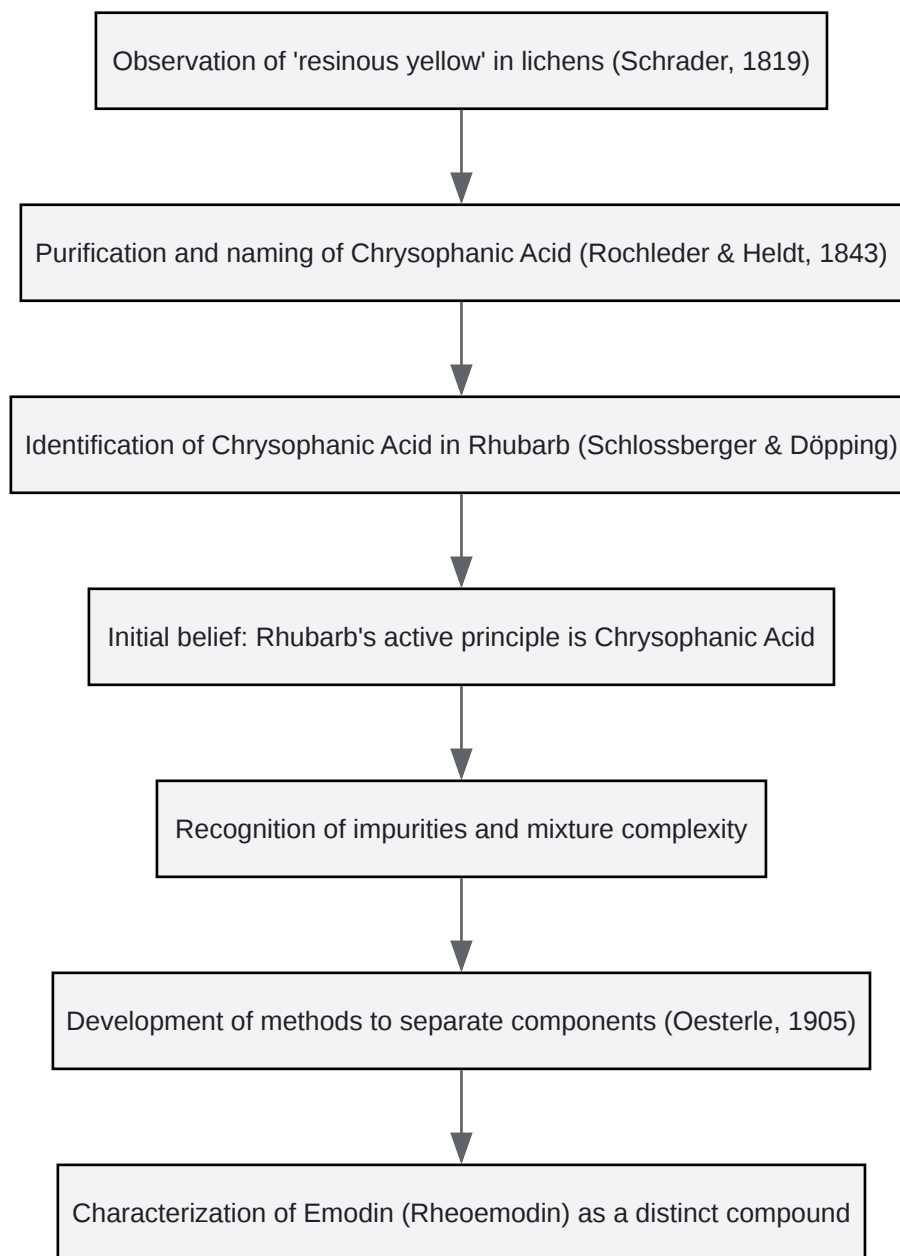 Observation of 'resinous yellow' in lichens (Schrader, 1819)
Purification and naming of Chrysophanic Acid (Rochleder & Heldt, 1843)
Identification of Chrysophanic Acid in Rhubarb (Schlossberger & Döpping)
Initial belief: Rhubarb's active principle is Chrysophanic Acid
Recognition of impurities and mixture complexity
Development of methods to separate components (Oesterle, 1905)
Characterization of Emodin (Rheoemodin) as a distinct compound